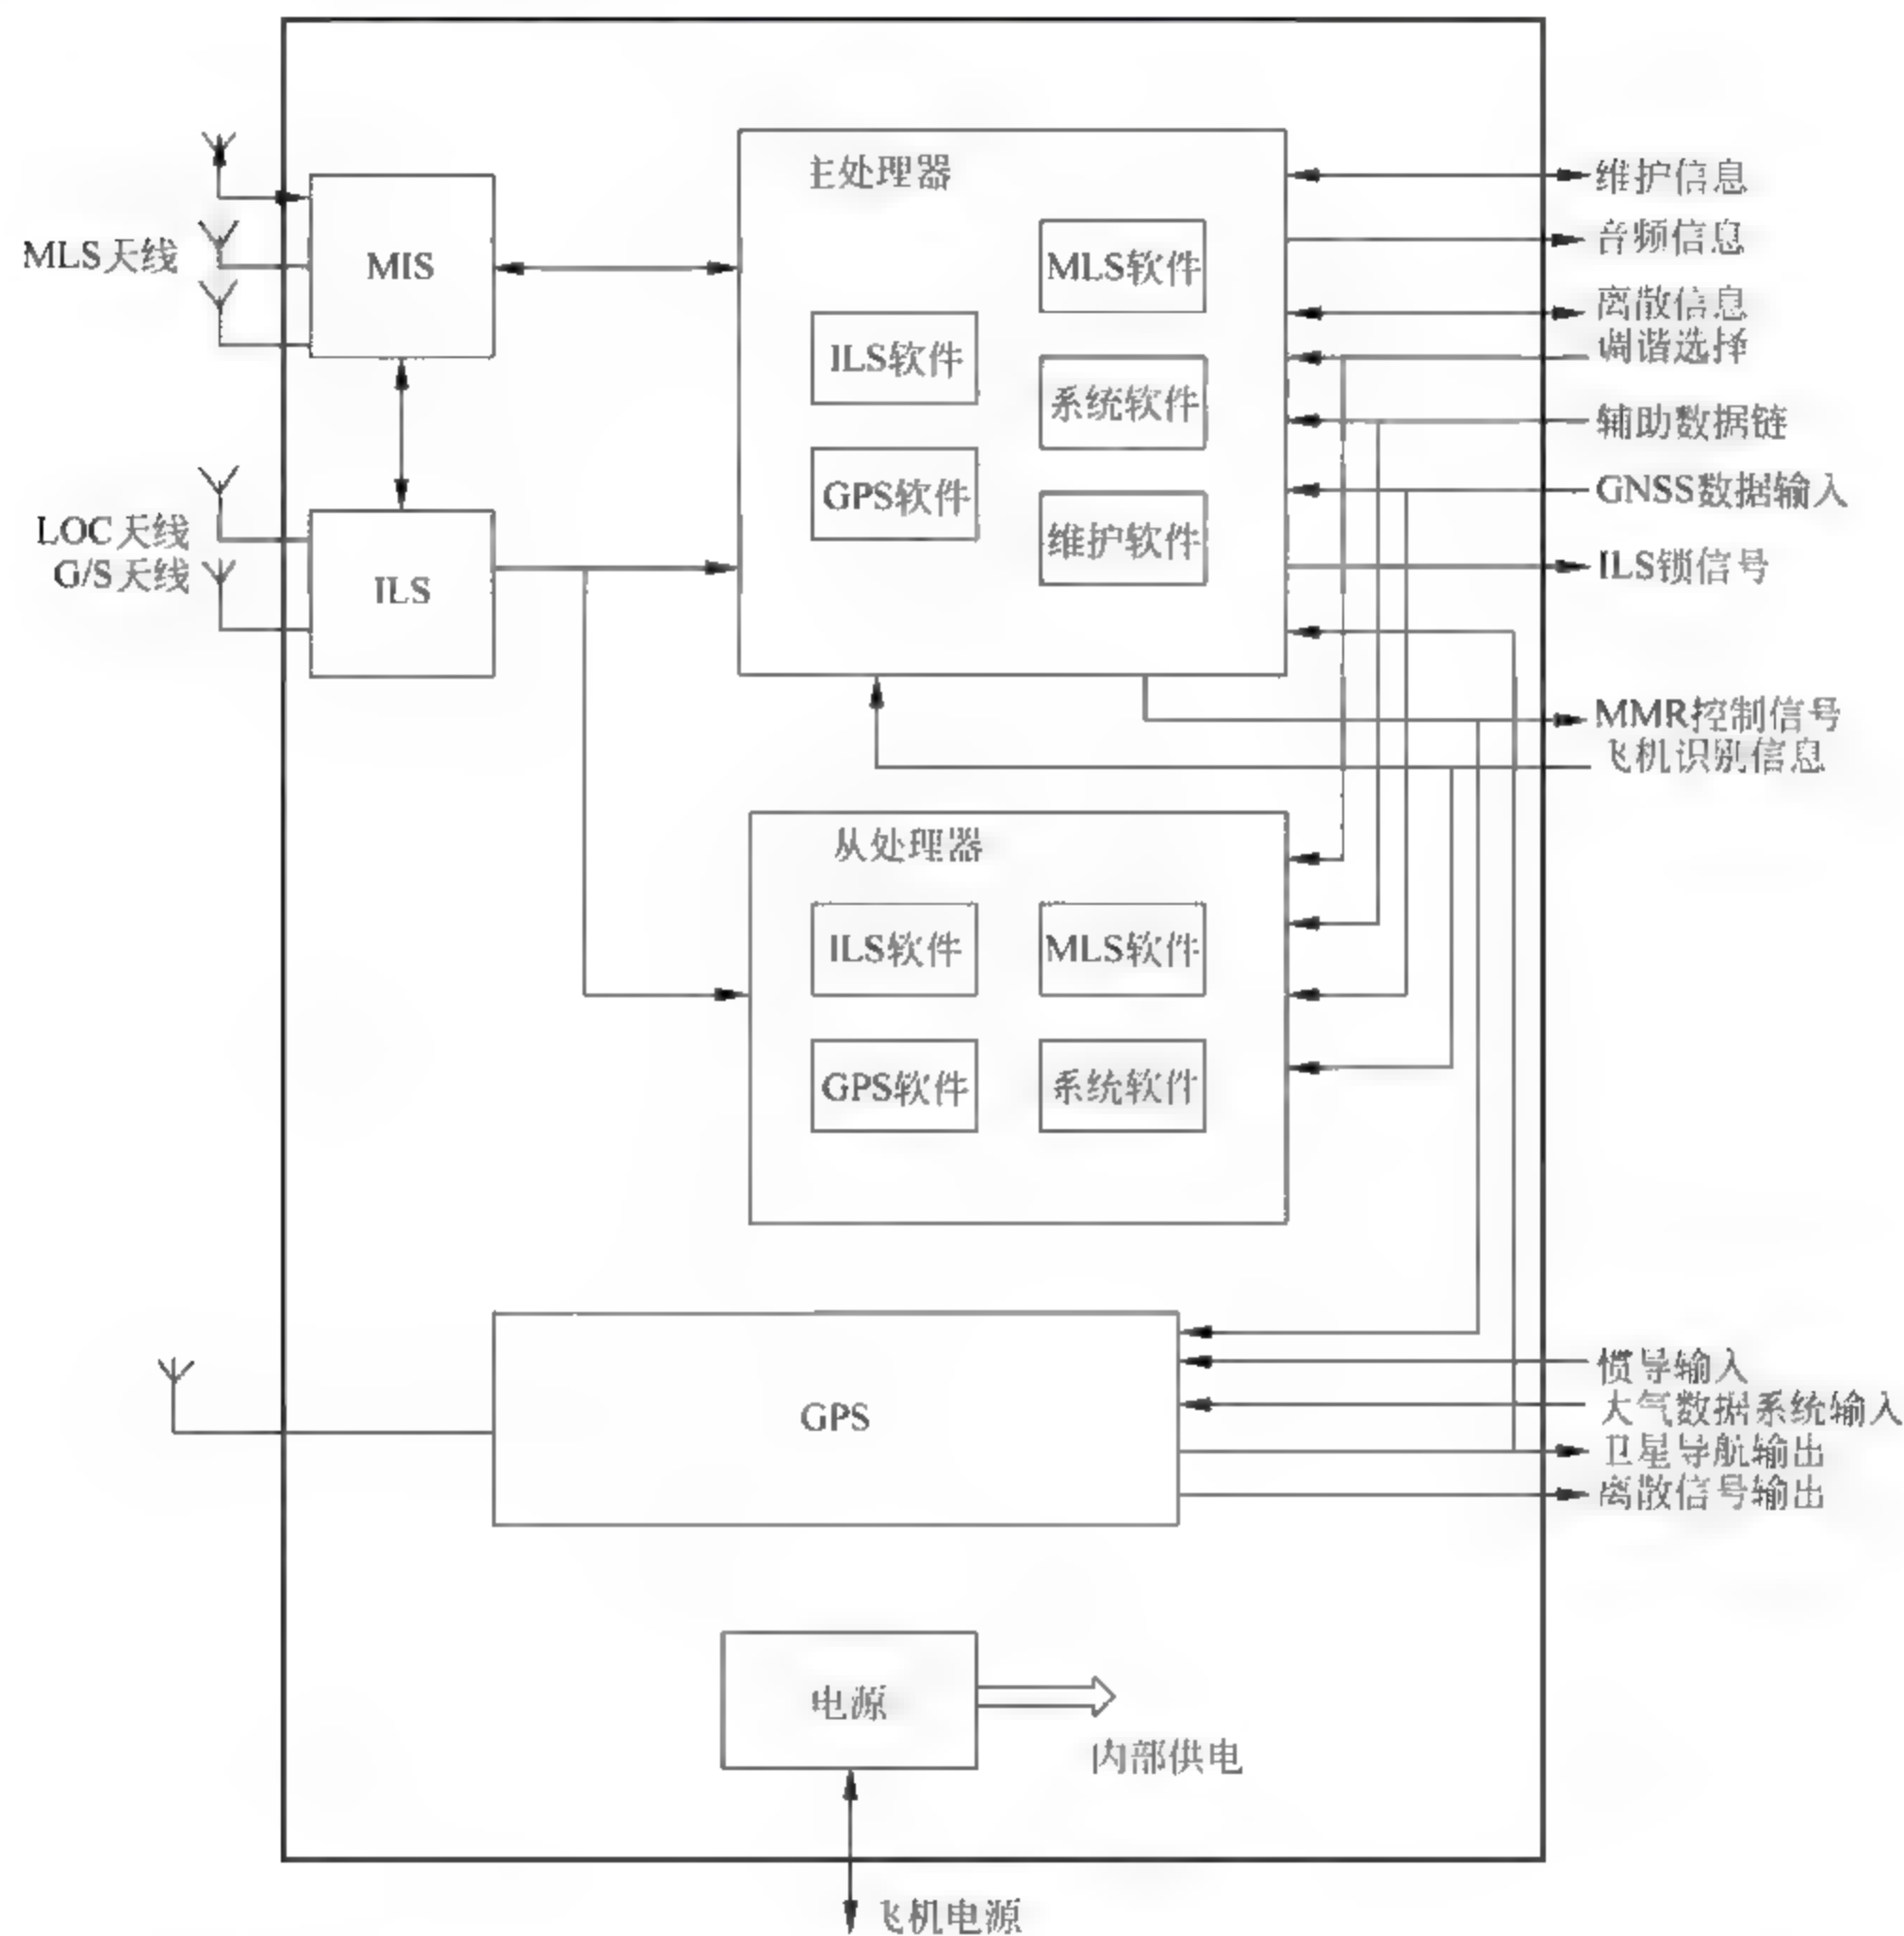 主处理器
维护信息
音频信息
MLS天线
MIS
MLS软件
离散信息
调谐选择
ILS软件
系统软件
辅助数据链
GPS软件
GNSS数据输入
维护软件
LOC天线
G/S天线
ILS
ILS锁信号
MMR控制信号
飞机识别信息
从处理器
ILS软件
MLS软件
GPS软件
系统软件
GPS
惯导输入
大气数据系统输入
卫星导航输出
离散信号输出
电源
内部供电
飞机电源